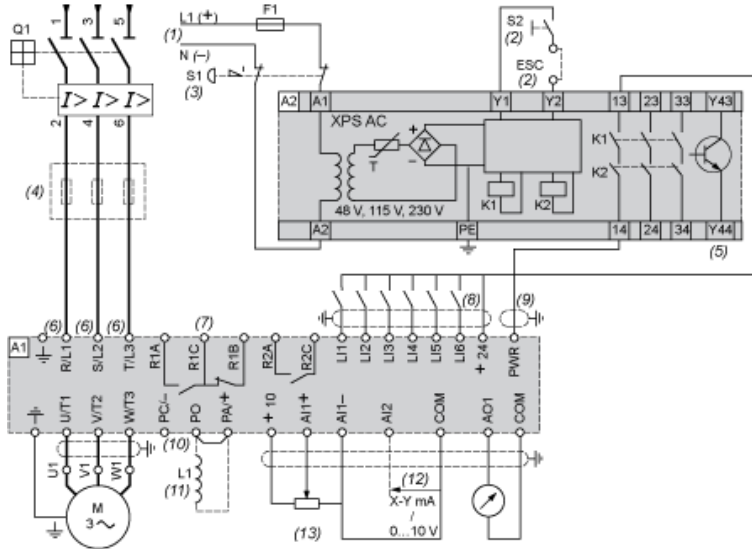 1 3 5
Q1
I> I> I>
2 4 6
(4)
L1 (+)
F1
(1)
N (–)
S1
(3)
S2
(2)
ESC
(2)
A2 A1 Y1 Y2 13 23 33 Y43
XPS AC
+
–
T
K1
K2
K1 K2
48 V, 115 V, 230 V
A2 PE 14 24 34 Y44
(5)
(6) (6) (6) (7) (8) (9)
A1
R/L1 S/L2 T/L3 R1A R1C R1B R2A R2C LI1 LI2 LI3 LI4 LI5 LI6 + 24 PWR
U/T1 V/T2 W/T3 PC/– PO PA/+ + 10 AI1+ AI1– AI2 COM AO1 COM
(10)
U1 V1 W1
L1
(11)
(12)
X-Y mA
/
0...10 V
M
3
(13)